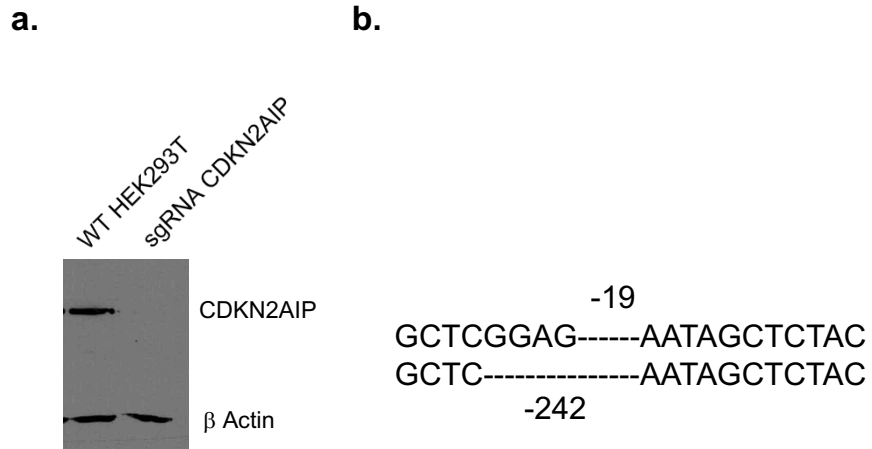 a.
b.
WT HEK293T
sgRNA CDKN2AIP
CDKN2AIP
β Actin
-19
GCTCGGAG------AATAGCTCTAC
GCTC---------------AATAGCTCTAC
-242